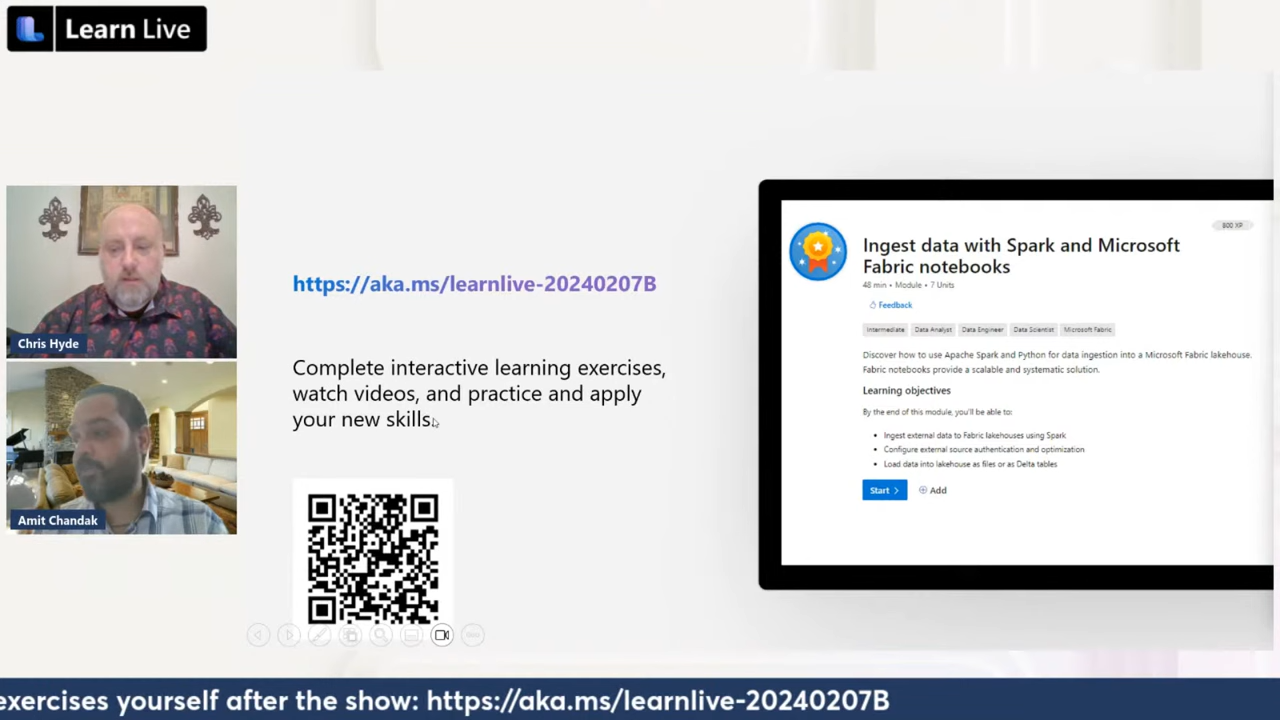 Learn Live
Chris Hyde
Amit Chandak
https://aka.ms/learnlive-20240207B
Complete interactive learning exercises,
watch videos, and practice and apply
your new skills.
800 XP
Ingest data with Spark and Microsoft
Fabric notebooks
48 min • Module • 7 Units
Feedback
Intermediate Data Analyst Data Engineer Data Scientist Microsoft Fabric
Discover how to use Apache Spark and Python for data ingestion into a Microsoft Fabric lakehouse.
Fabric notebooks provide a scalable and systematic solution.
Learning objectives
By the end of this module, you'll be able to:
• Ingest external data to Fabric lakehouses using Spark
• Configure external source authentication and optimization
• Load data into lakehouse as files or as Delta tables
Start > Add
exercises yourself after the show: https://aka.ms/learnlive-20240207B